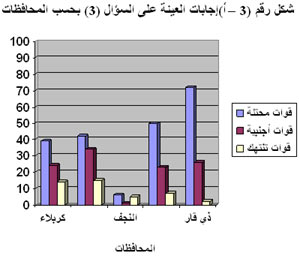 شكل رقم (3 – أ)إجابات العينة على السؤال (3) بحسب المحافظات
100
90
80
70
60
50
40
30
20
10
0
كربلاء
النجف
ذي قار
المحافظات
قوات محتلة
قوات أجنبية
قوات تنتهك